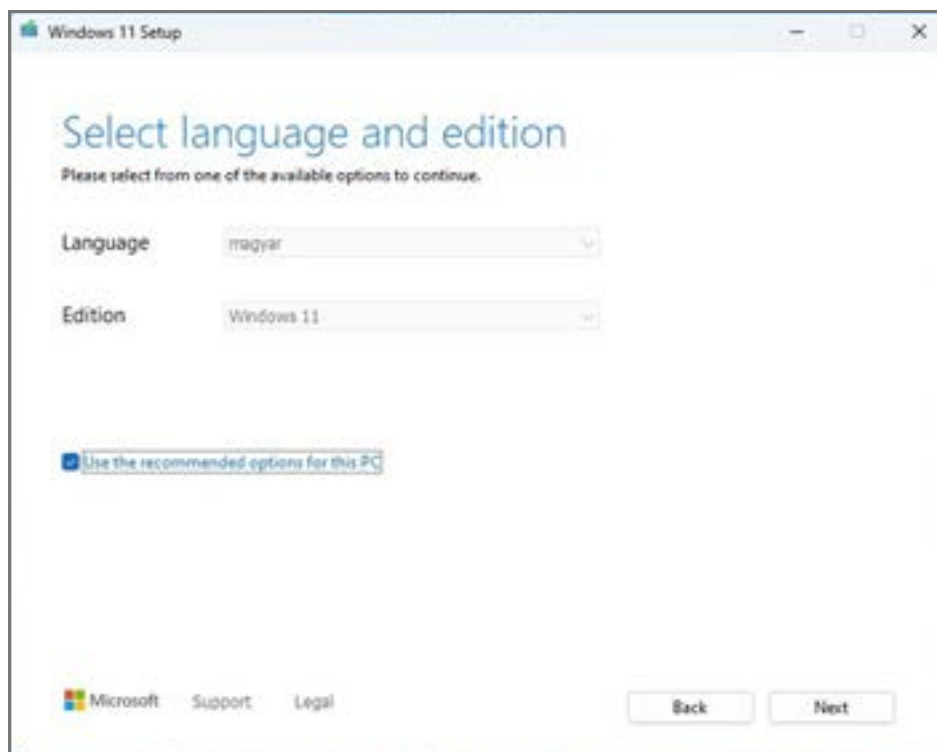 Windows 11 Setup
Select language and edition
Please select from one of the available options to continue.
Language magyar
Edition Windows 11
Use the recommended options for this PC
Microsoft Support Legal Back Next